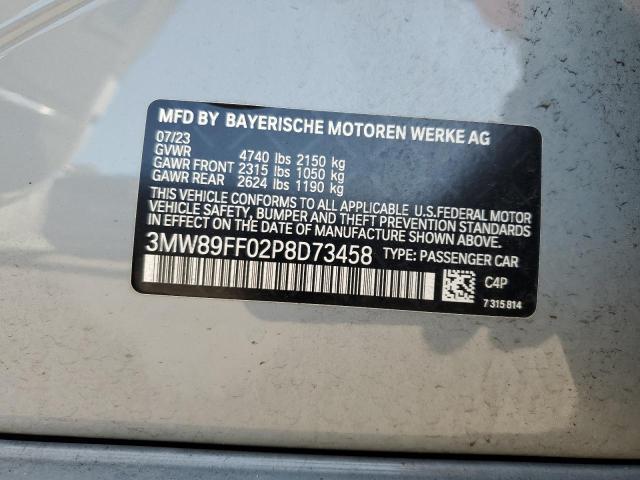 MFD BY BAYERISCHE MOTOREN WERKE AG
07/23
GVWR 4740 lbs 2150 kg
GAWR FRONT 2315 lbs 1050 kg
GAWR REAR 2624 lbs 1190 kg
THIS VEHICLE CONFORMS TO ALL APPLICABLE U.S.FEDERAL MOTOR
VEHICLE SAFETY, BUMPER AND THEFT PREVENTION STANDARDS
IN EFFECT ON THE DATE OF MANUFACTURE SHOWN ABOVE.
3MW89FF02P8D73458 TYPE: PASSENGER CAR
C4P
7 315 814